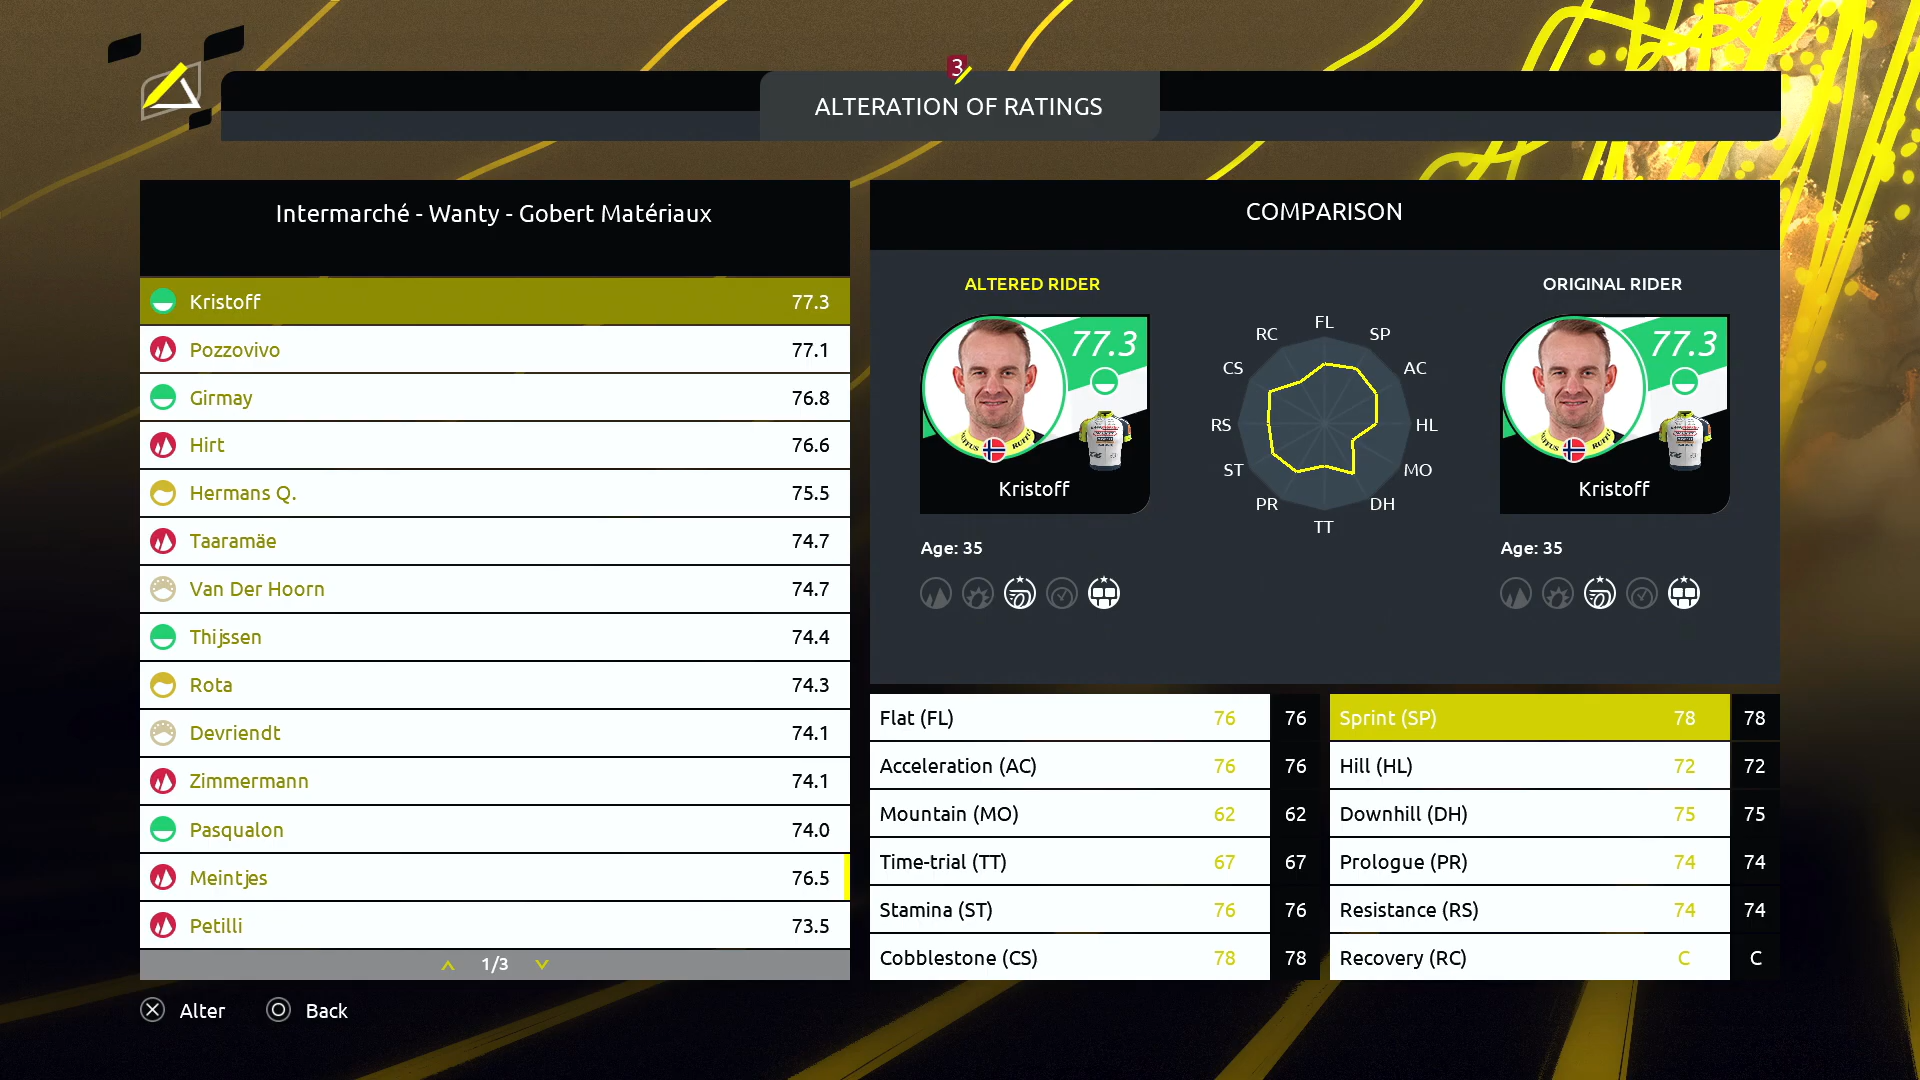 3
ALTERATION OF RATINGS
Intermarché - Wanty - Gobert Matériaux
Kristoff 77.3
Pozzovivo 77.1
Girmay 76.8
Hirt 76.6
Hermans Q. 75.5
Taaramäe 74.7
Van Der Hoorn 74.7
Thijssen 74.4
Rota 74.3
Devriendt 74.1
Zimmermann 74.1
Pasqualon 74.0
Meintjes 76.5
Petilli 73.5
1/3
COMPARISON
ALTERED RIDER
77.3
Kristoff
Age: 35
FL
SP
AC
HL
MO
DH
TT
PR
ST
RS
CS
RC
ORIGINAL RIDER
77.3
Kristoff
Age: 35
Flat (FL) 76 76 Sprint (SP) 78 78
Acceleration (AC) 76 76 Hill (HL) 72 72
Mountain (MO) 62 62 Downhill (DH) 75 75
Time-trial (TT) 67 67 Prologue (PR) 74 74
Stamina (ST) 76 76 Resistance (RS) 74 74
Cobblestone (CS) 78 78 Recovery (RC) C C
Alter Back